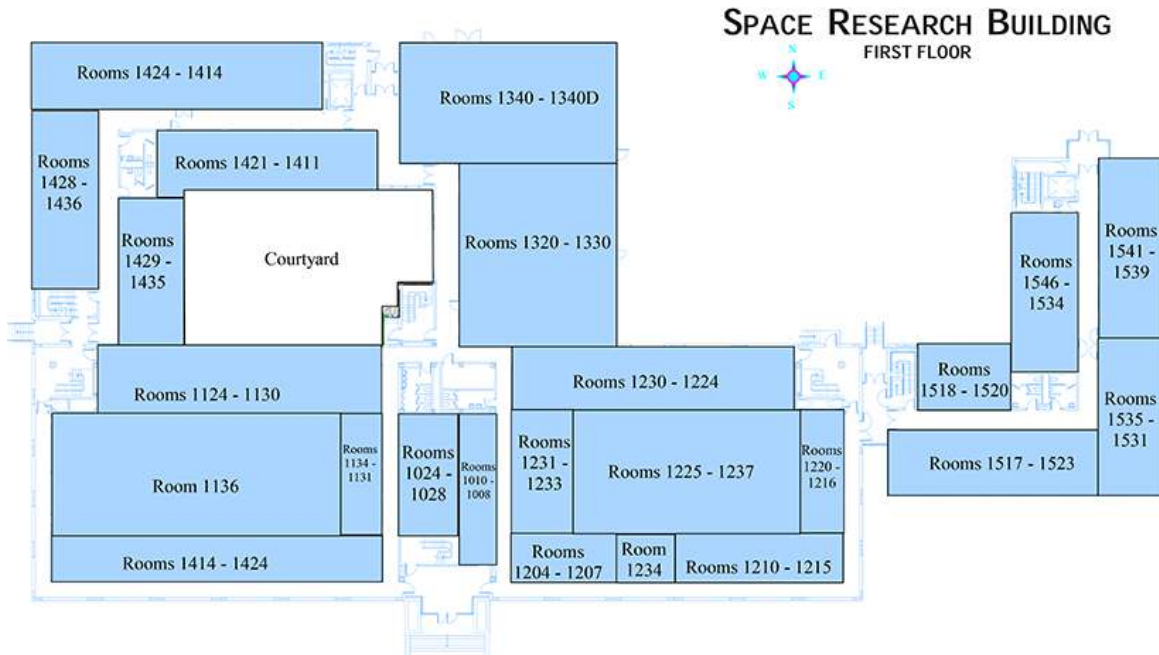 SPACE RESEARCH BUILDING
FIRST FLOOR
N
W E
S
Rooms 1424 - 1414
Rooms 1340 - 1340D
Rooms
1428 -
1436
Rooms 1421 - 1411
Rooms
1429 -
1435
Courtyard
Rooms 1320 - 1330
Rooms
1541 -
1539
Rooms
1546 -
1534
Rooms 1124 - 1130
Rooms 1230 - 1224
Rooms
1518 - 1520
Rooms
1535 -
1531
Room 1136
Rooms
1134 -
1131
Rooms
1024 -
1028
Rooms
1010 -
1008
Rooms
1231 -
1233
Rooms 1225 - 1237
Rooms
1220 -
1216
Rooms 1517 - 1523
Rooms 1414 - 1424
Rooms
1204 - 1207
Room
1234
Rooms 1210 - 1215